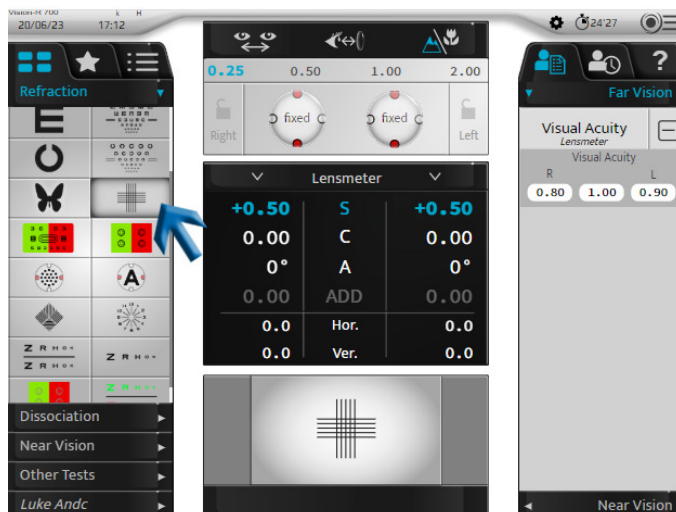 Vision-R 700 k H
20/06/23 17:12
24'27
Refraction
Z R H O K
Z R H O K
Z R H O K
Dissociation
Near Vision
Other Tests
Luke Andc
0.25 0.50 1.00 2.00
Right fixed fixed Left
Lensmeter
+0.50 S +0.50
0.00 C 0.00
0° A 0°
0.00 ADD 0.00
0.0 Hor. 0.0
0.0 Ver. 0.0
?
Far Vision
Visual Acuity
Lensmeter
Visual Acuity
R L
0.80 1.00 0.90
Near Vision